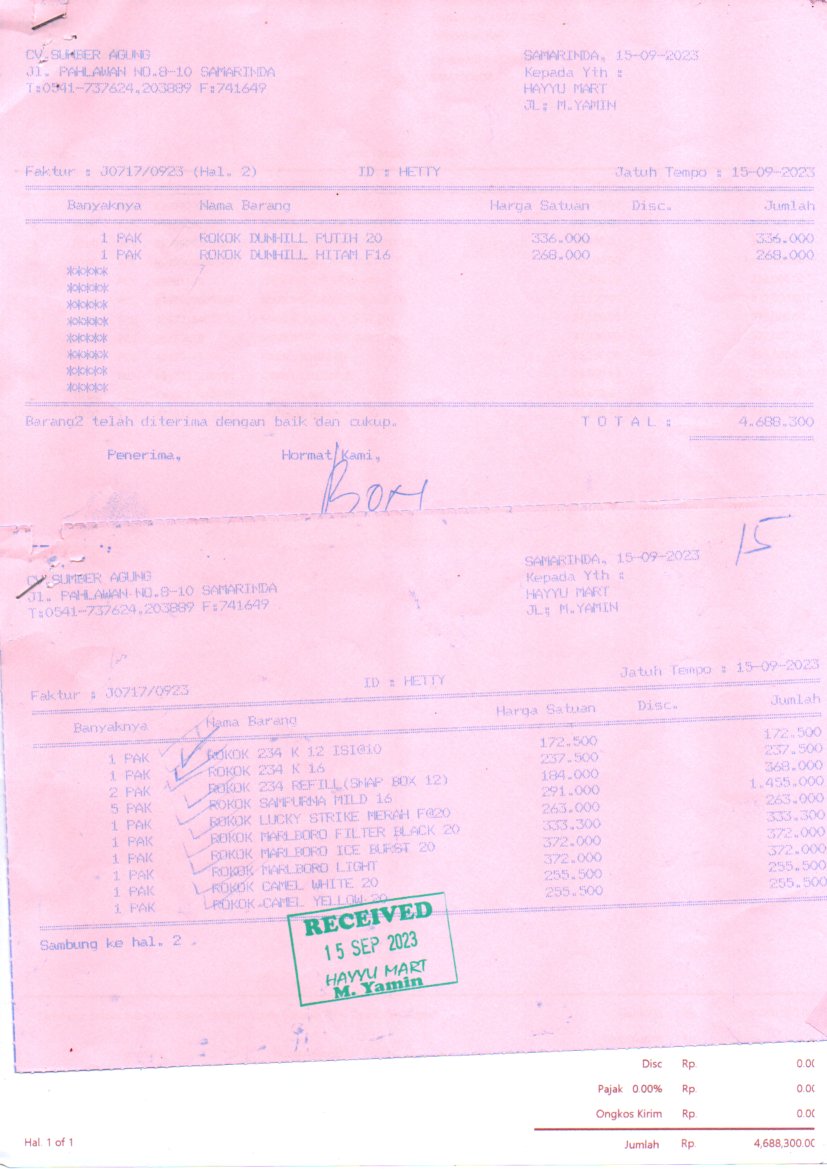 CV.SUMBER AGUNG
Jl. PAHLAWAN NO.8-10 SAMARINDA
T:0541-737624,203889 F:741649
SAMARINDA, 15-09-2023
Kepada Yth :
HAYYU MART
JL: M.YAMIN
Faktur : J0717/0923 (Hal. 2) ID : HETTY Jatuh Tempo : 15-09-2023
Banyaknya Nama Barang Harga Satuan Disc. Jumlah
1 PAK ROKOK DUNHILL PUTIH 20 336.000 336.000
1 PAK ROKOK DUNHILL HITAM F16 268.000 268.000
*****
*****
*****
*****
*****
*****
*****
*****
Barang2 telah diterima dengan baik dan cukup. T O T A L : 4.688.300
Penerima, Hormat Kami,
15
CV.SUMBER AGUNG
Jl. PAHLAWAN NO.8-10 SAMARINDA
T:0541-737624,203889 F:741649
SAMARINDA, 15-09-2023
Kepada Yth :
HAYYU MART
JL: M.YAMIN
Faktur : J0717/0923 ID : HETTY Jatuh Tempo : 15-09-2023
Banyaknya Nama Barang Harga Satuan Disc. Jumlah
1 PAK ROKOK 234 K 12 ISI@10 172.500 172.500
1 PAK ROKOK 234 K 16 237.500 237.500
2 PAK ROKOK 234 REFILL(SNAP BOX 12) 184.000 368.000
5 PAK ROKOK SAMPURNA MILD 16 291.000 1.455.000
1 PAK ROKOK LUCKY STRIKE MERAH F@20 263.000 263.000
1 PAK ROKOK MARLBORO FILTER BLACK 20 333.300 333.300
1 PAK ROKOK MARLBORO ICE BURST 20 372.000 372.000
1 PAK ROKOK MARLBORO LIGHT 372.000 372.000
1 PAK ROKOK CAMEL WHITE 20 255.500 255.500
1 PAK ROKOK CAMEL YELLOW 20 255.500 255.500
Sambung ke hal. 2
RECEIVED
15 SEP 2023
HAYYU MART
M. Yamin
Disc Rp. 0.00
Pajak 0.00% Rp. 0.00
Ongkos Kirim Rp. 0.00
Hal 1 of 1 Jumlah Rp. 4,688,300.00